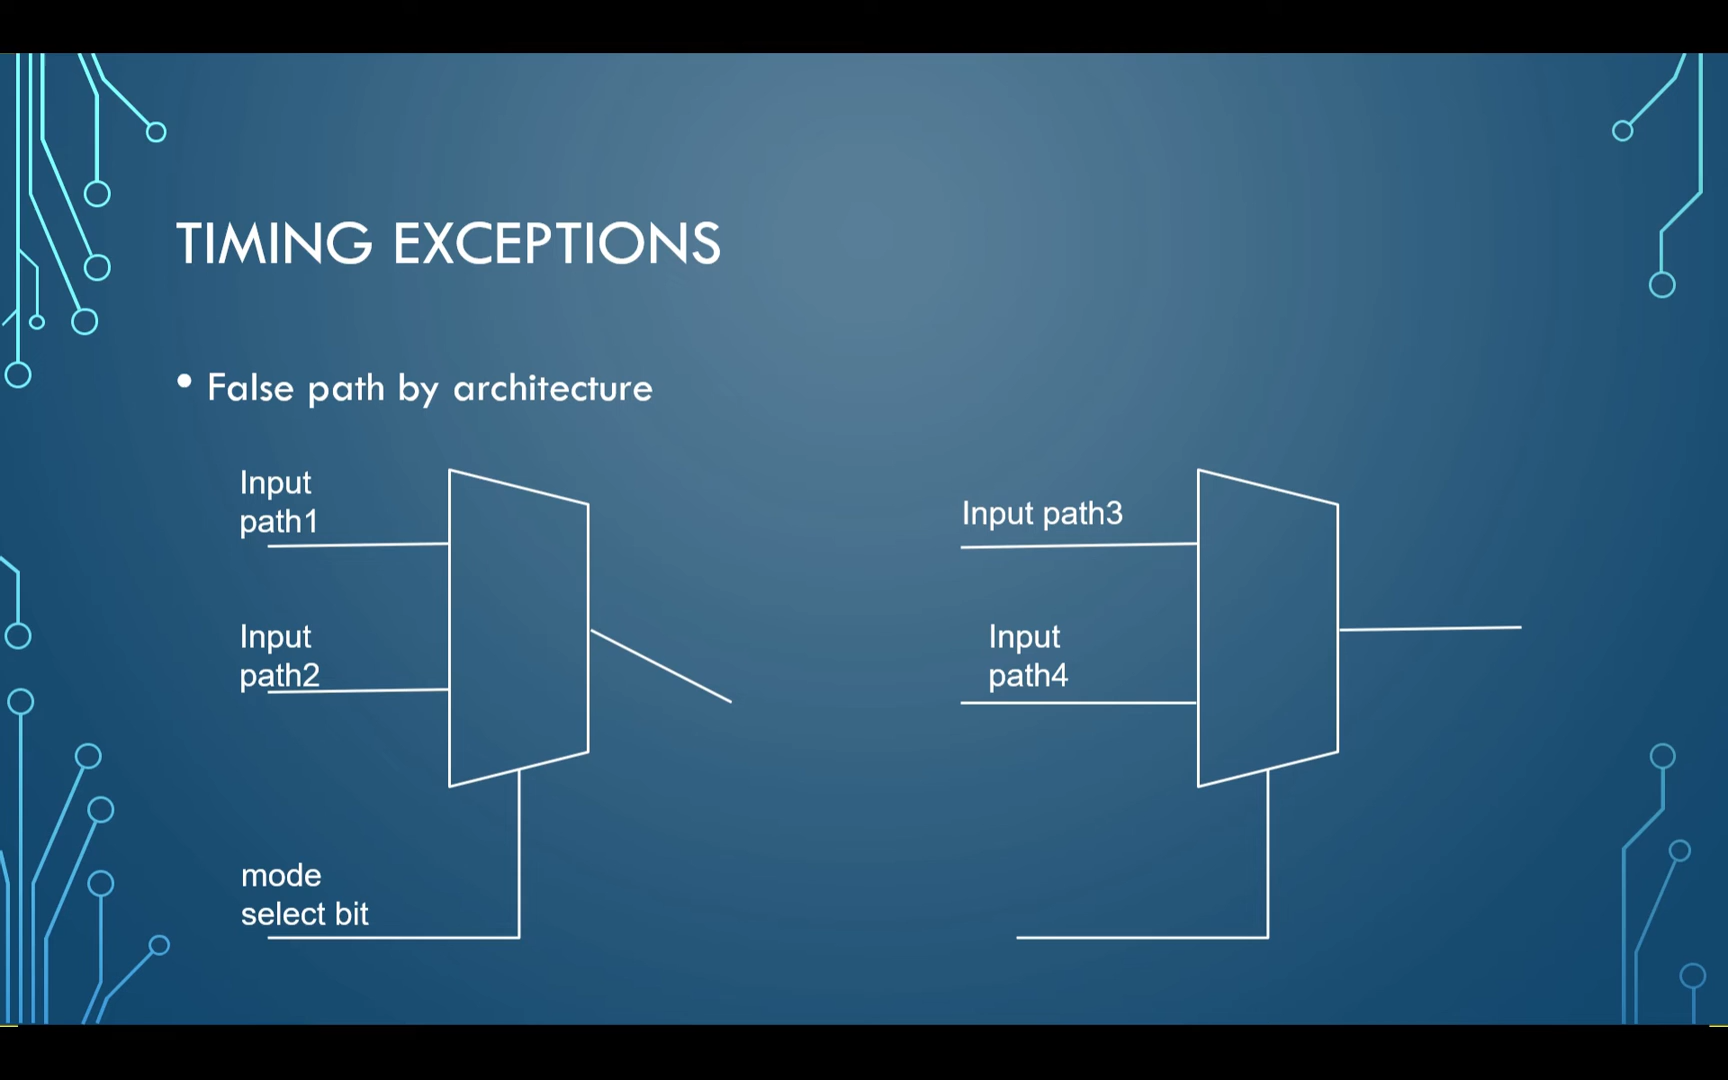 TIMING EXCEPTIONS
• False path by architecture
Input
path1
Input
path2
mode
select bit
Input path3
Input
path4